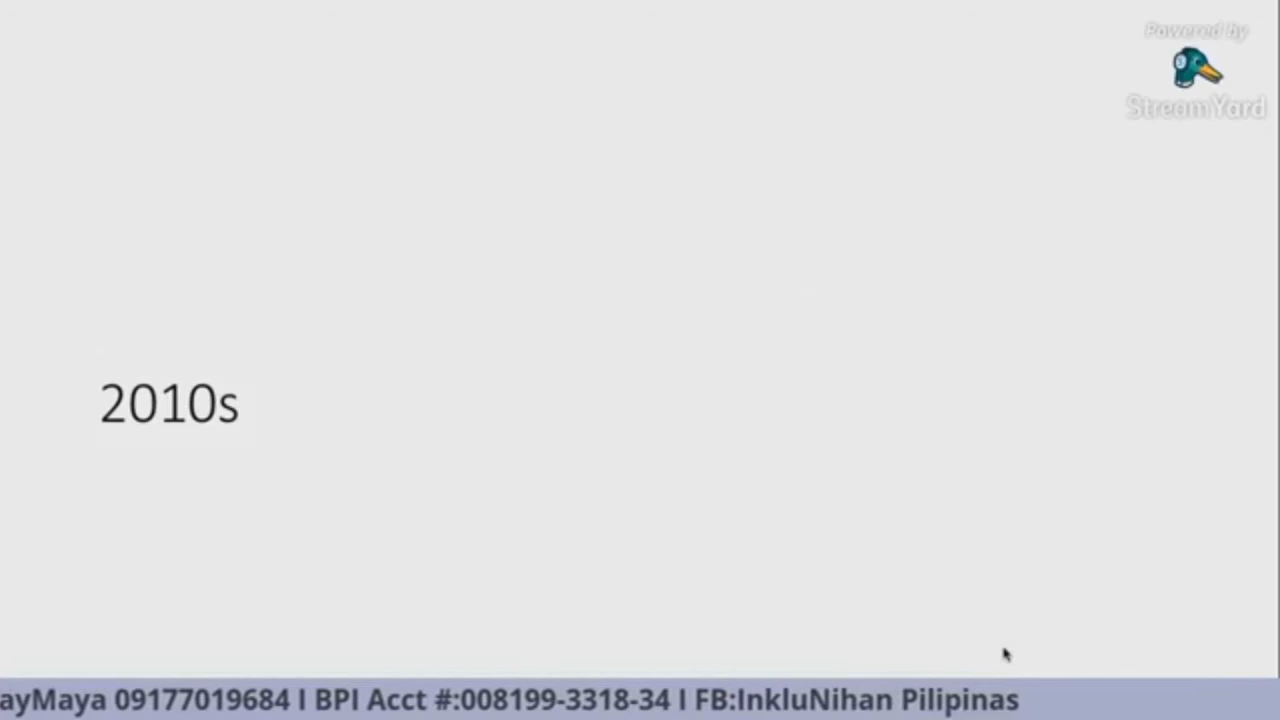 Powered by
StreamYard
2010s
ayMaya 09177019684 I BPI Acct #:008199-3318-34 I FB:InkluNihan Pilipinas